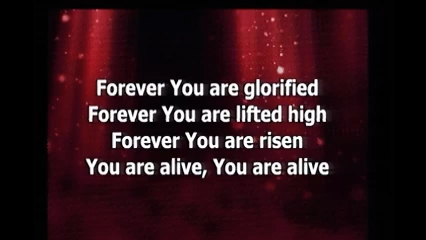 Forever You are glorified
Forever You are lifted high
Forever You are risen
You are alive, You are alive